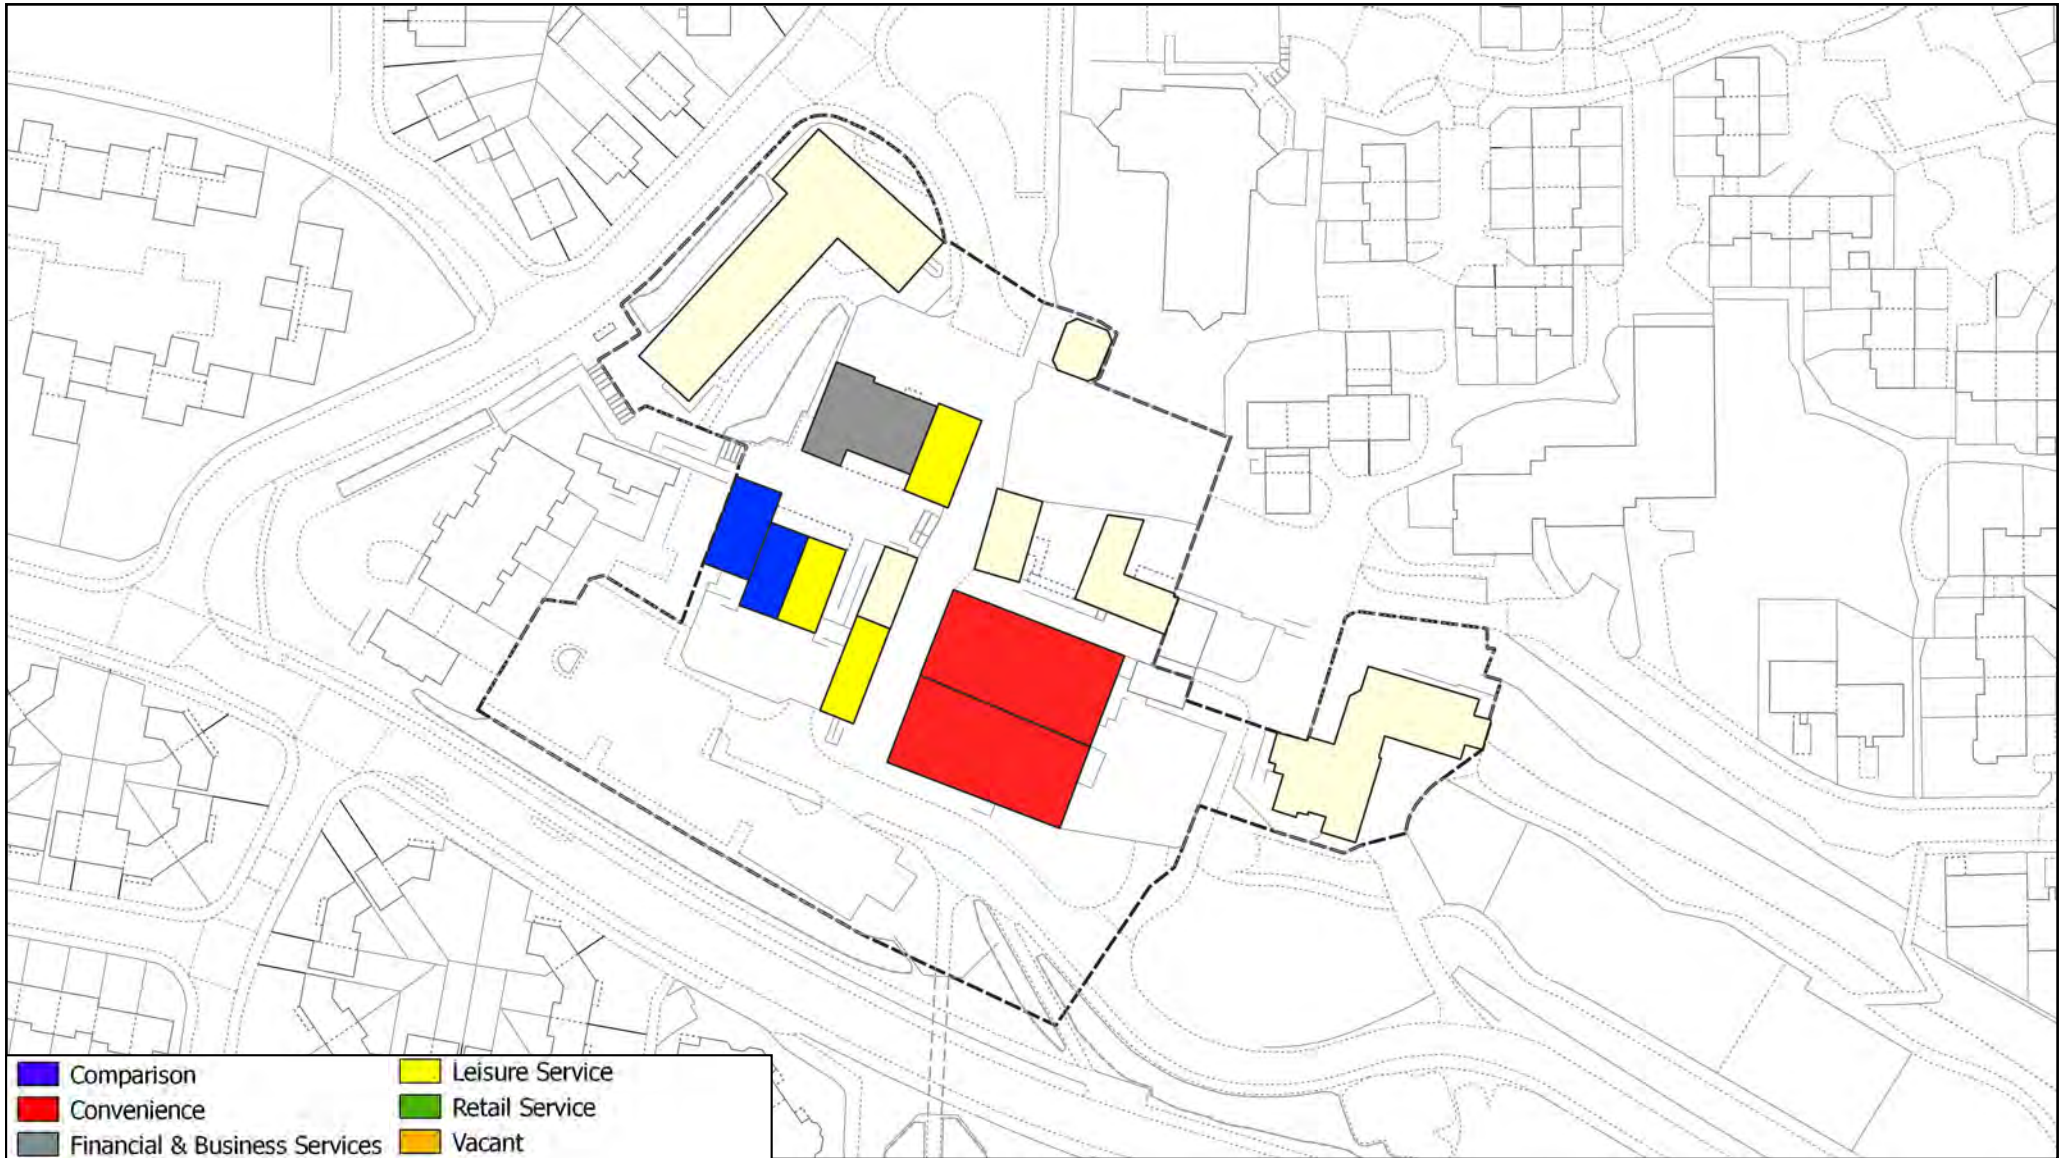 Comparison
Convenience
Financial & Business Services
Leisure Service
Retail Service
Vacant